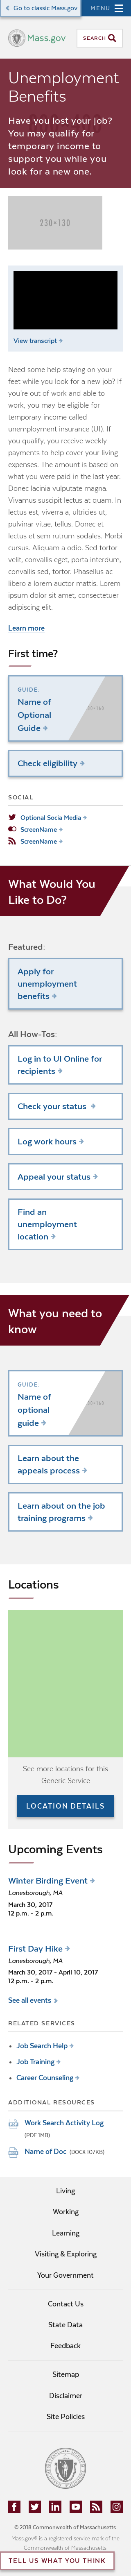 Go to classic Mass.gov
MENU
Mass.gov
SEARCH
Unemployment
Benefits
Have you lost your job?
You may qualify for
temporary income to
support you while you
look for a new one.
230×130
View transcript
Need some help staying on your
feet while you look for a new job? If
you're out of work and able to
work, you may be eligible for
temporary income called
unemployment insurance (UI). If
you qualify, you receive weekly
payments to help cover living
expenses. The amount is based on
what you earned in your last job.
Vivamus suscipit luctus a quam. In
lectus est, viverra a, ultricies ut,
pulvinar vitae, tellus. Donec at
lectus et sem rutrum sodales. Morbi
cursus. Aliquam a odio. Sed tortor
velit, convallis eget, porta interdum,
convallis sed, tortor. Phasellus ac
libero a lorem auctor mattis. Lorem
ipsum dolor sit amet, consectetuer
adipiscing elit.
Learn more
First time?
GUIDE:
Name of
Optional
Guide
Check eligibility
SOCIAL
Optional Socia Media
ScreenName
ScreenName
What Would You
Like to Do?
Featured:
Apply for
unemployment
benefits
All How-Tos:
Log in to UI Online for
recipients
Check your status
Log work hours
Appeal your status
Find an
unemployment
location
What you need to
know
GUIDE:
Name of
optional
guide
Learn about the
appeals process
Learn about on the job
training programs
Locations
See more locations for this
Generic Service
LOCATION DETAILS
Upcoming Events
Winter Birding Event
Lanesborough, MA
March 30, 2017
12 p.m. - 2 p.m.
First Day Hike
Lanesborough, MA
March 30, 2017 - April 10, 2017
12 p.m. - 2 p.m.
See all events
RELATED SERVICES
Job Search Help
Job Training
Career Counseling
ADDITIONAL RESOURCES
Work Search Activity Log
(PDF 1MB)
Name of Doc (DOCX 107KB)
Living
Working
Learning
Visiting & Exploring
Your Government
Contact Us
State Data
Feedback
Sitemap
Disclaimer
Site Policies
© 2018 Commonwealth of Massachusetts.
Mass.gov® is a registered service mark of the
Commonwealth of Massachusetts.
TELL US WHAT YOU THINK